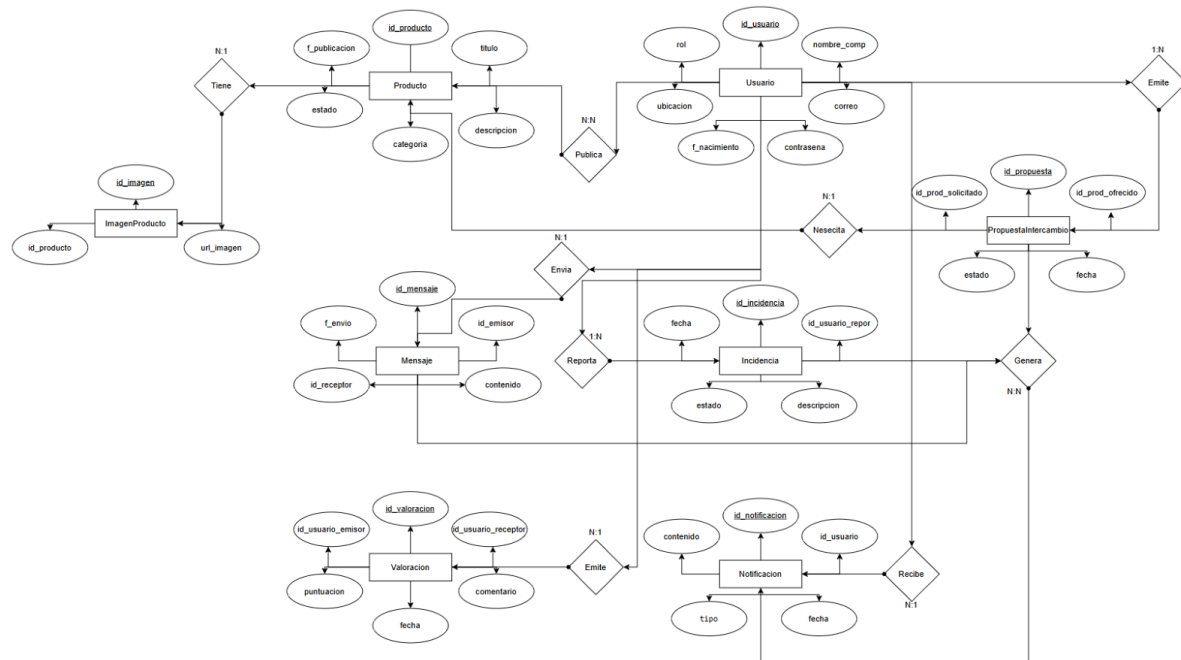 id_usuario
id_producto
f_publicacion
titulo
rol
nombre_comp
N:1
1:N
Tiene
Producto
Usuario
Emite
estado
descripcion
ubicacion
correo
N:N
categoria
Publica
f_nacimiento
contrasena
id_imagen
id_propuesta
id_prod_solicitado
id_prod_ofrecido
ImagenProducto
N:1
Nesecita
PropuestaIntercambio
id_producto
url_imagen
N:1
Envia
estado
fecha
id_mensaje
id_incidencia
f_envio
id_emisor
fecha
id_usuario_repor
1:N
Mensaje
Reporta
Incidencia
Genera
id_receptor
contenido
N:N
estado
descripcion
id_valoracion
id_notificacion
id_usuario_emisor
id_usuario_receptor
N:1
contenido
id_usuario
Valoracion
Emite
Notificacion
Recibe
puntuacion
comentario
N:1
fecha
tipo
fecha